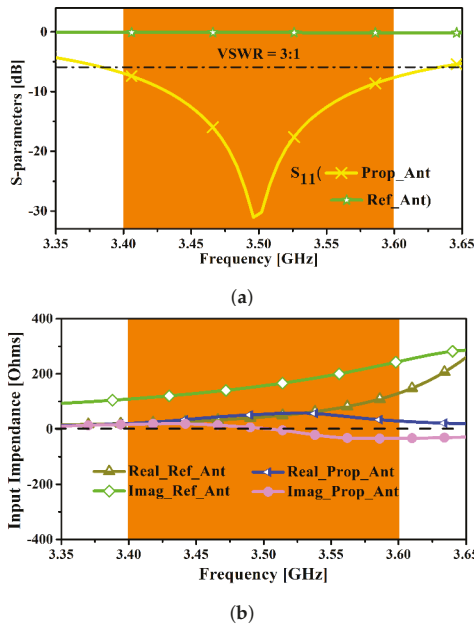 0
VSWR = 3:1
-10
S-parameters [dB]
-20
S11( Prop_Ant
Ref_Ant)
-30
3.35 3.40 3.45 3.50 3.55 3.60 3.65
Frequency [GHz]
(a)
400
200
0
Input Impendance [Ohms]
Real_Ref_Ant Real_Prop_Ant
Imag_Ref_Ant Imag_Prop_Ant
-200
-400
3.35 3.40 3.45 3.50 3.55 3.60 3.65
Frequency [GHz]
(b)